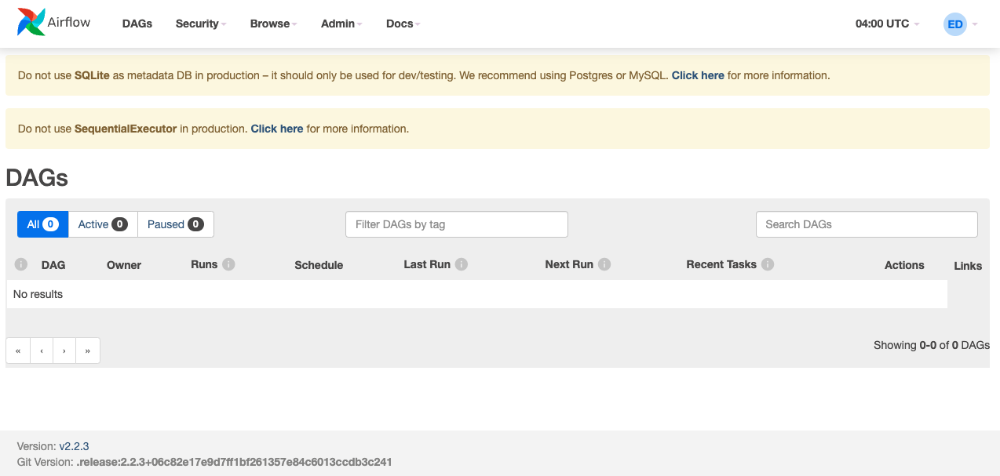 Airflow DAGs Security Browse Admin Docs 04:00 UTC ED
Do not use SQLite as metadata DB in production – it should only be used for dev/testing. We recommend using Postgres or MySQL. Click here for more information.
Do not use SequentialExecutor in production. Click here for more information.
DAGs
All 0 Active 0 Paused 0 Filter DAGs by tag Search DAGs
i DAG Owner Runs i Schedule Last Run i Next Run i Recent Tasks i Actions Links
No results
« ‹ › » Showing 0-0 of 0 DAGs
Version: v2.2.3
Git Version: .release:2.2.3+06c82e17e9d7ff1bf261357e84c6013ccdb3c241